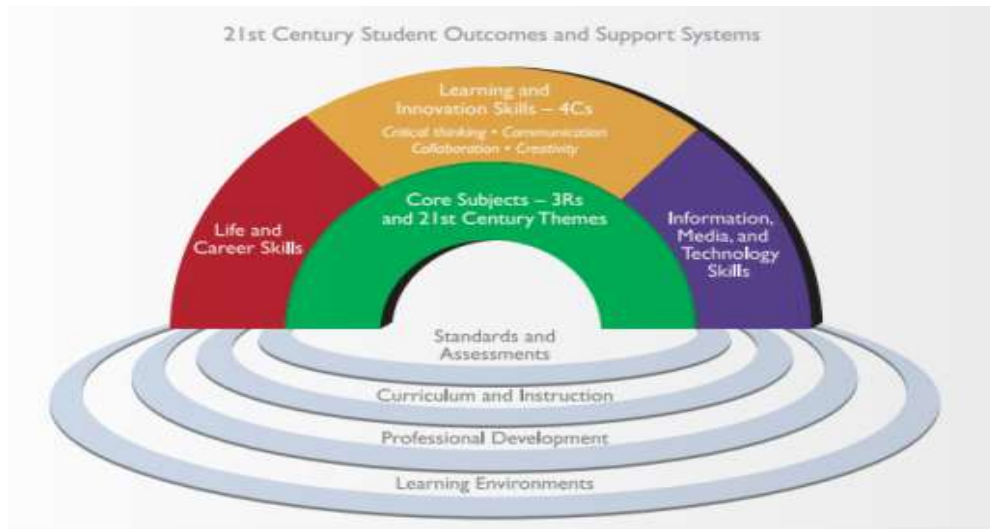 21st Century Student Outcomes and Support Systems
Learning and
Innovation Skills – 4Cs
Critical thinking • Communication
Collaboration • Creativity
Core Subjects – 3Rs
and 21st Century Themes
Life and
Career Skills
Information,
Media, and
Technology
Skills
Standards and
Assessments
Curriculum and Instruction
Professional Development
Learning Environments